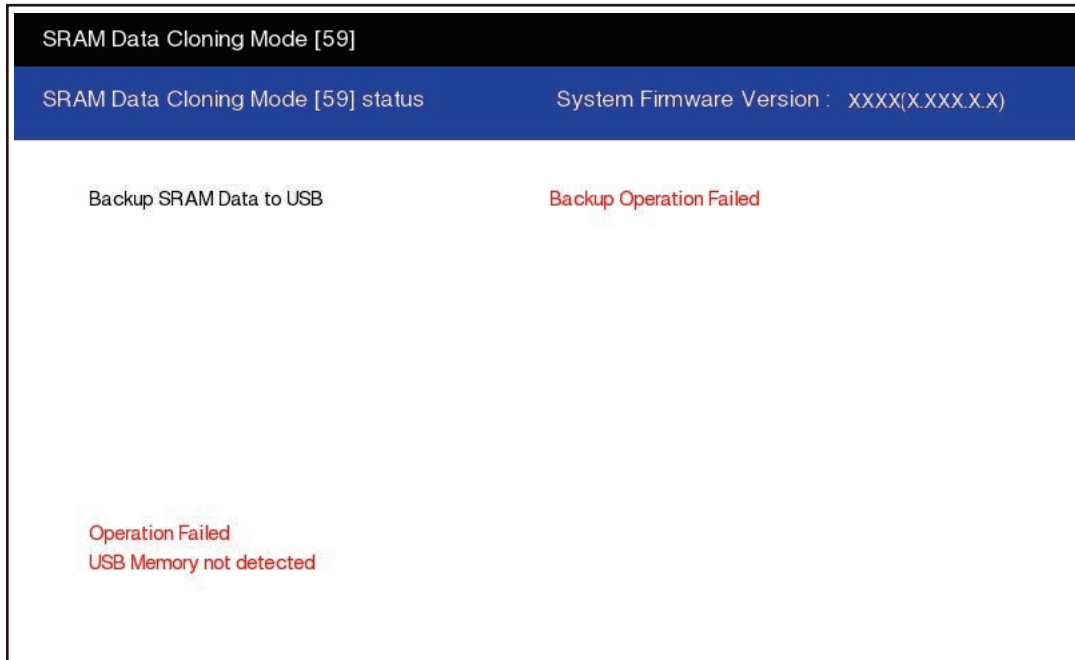 SRAM Data Cloning Mode [59]
SRAM Data Cloning Mode [59] status System Firmware Version : XXXX(X.XXX.X.X)
Backup SRAM Data to USB Backup Operation Failed
Operation Failed
USB Memory not detected